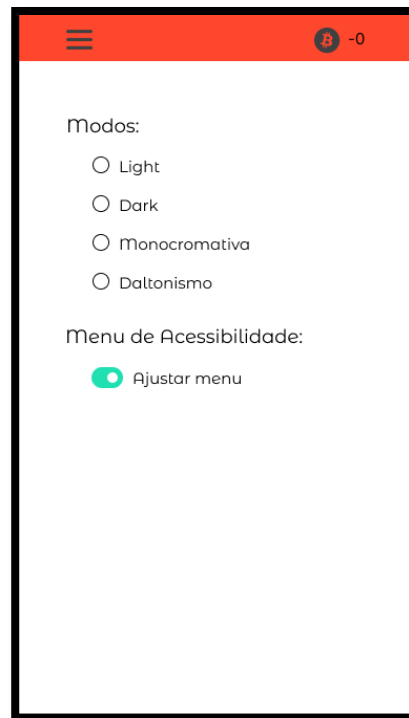 -0
Modos:
Light
Dark
Monocromativa
Daltonismo
Menu de Acessibilidade:
Ajustar menu